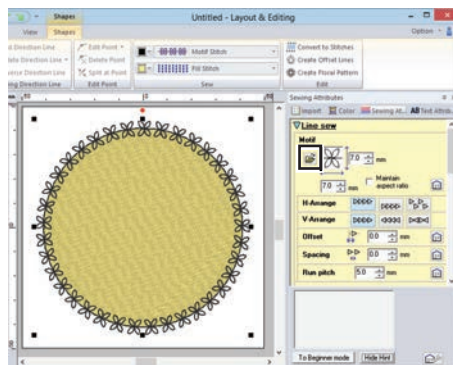 Shapes
Untitled - Layout & Editing
View Shapes
Option
Direction Line
Edit Point
Motif Stitch
Convert to Stitches
Direction Line
Delete Point
Create Offset Lines
Direction Line
Split at Point
Fill Stitch
Create Floral Pattern
Direction Line
Edit Point
Sew
Edit
Sewing Attributes
Import Color Sewing At.. AB Text Attrib.
Line sew
Motif
7.0 mm
7.0 mm
Maintain aspect ratio
H-Arrange
V-Arrange
Offset 0.0 mm
Spacing 0.0 mm
Run pitch 5.0 mm
To Beginner mode Hide Hint